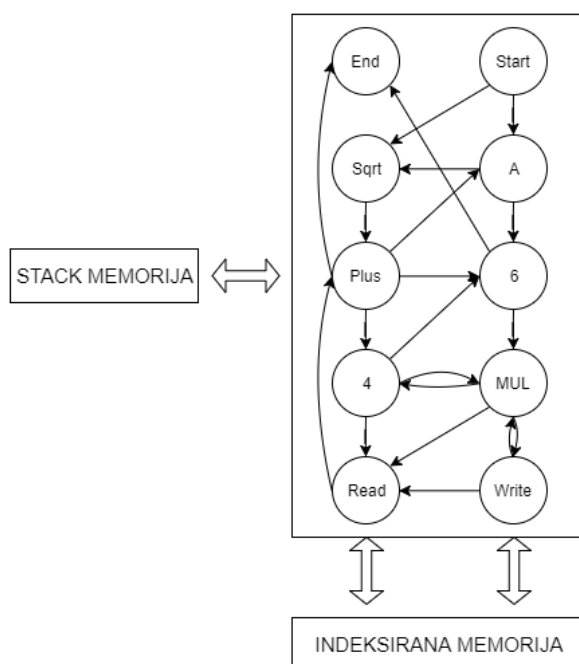 End
Start
Sqrt
A
STACK MEMORIJA
Plus
6
4
MUL
Read
Write
INDEKSIRANA MEMORIJA